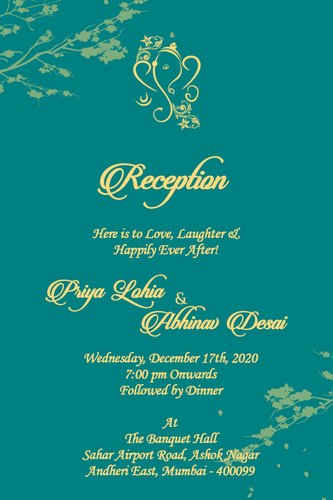 Reception
Here is to Love, Laughter &
Happily Ever After!
Priya Lohia
&
Abhinav Desai
Wednesday, December 17th, 2020
7:00 pm Onwards
Followed by Dinner
At
The Banquet Hall
Sahar Airport Road, Ashok Nagar
Andheri East, Mumbai - 400099